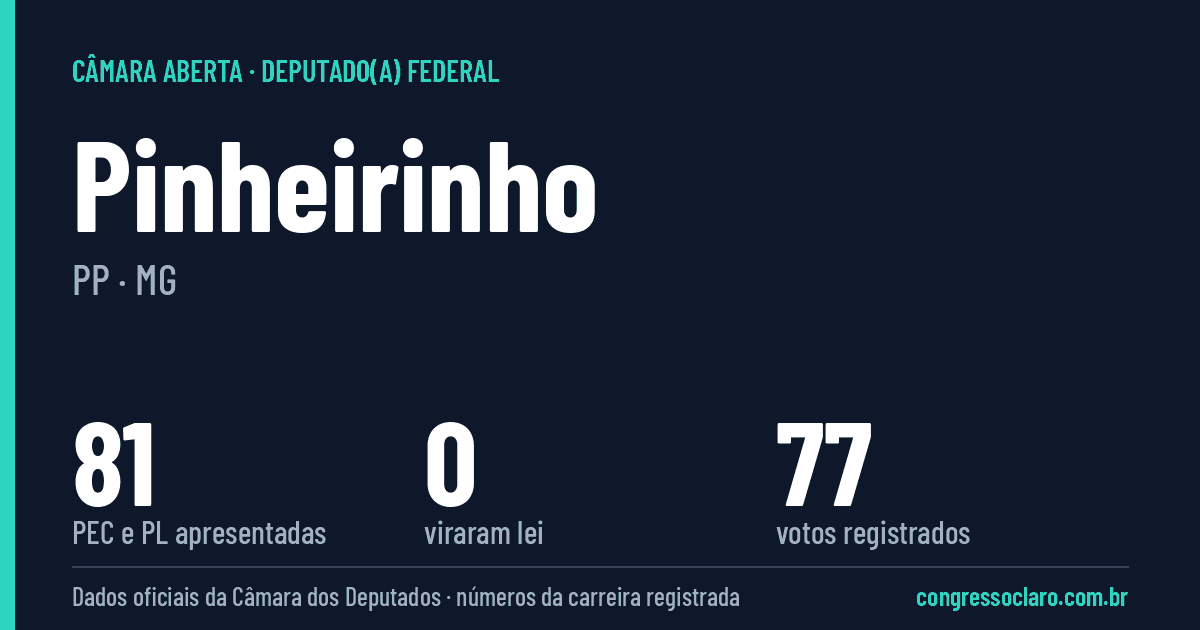 CÂMARA ABERTA · DEPUTADO(A) FEDERAL
Pinheirinho
PP · MG
81 0 77
PEC e PL apresentadas viraram lei votos registrados
Dados oficiais da Câmara dos Deputados · números da carreira registrada congressoclaro.com.br